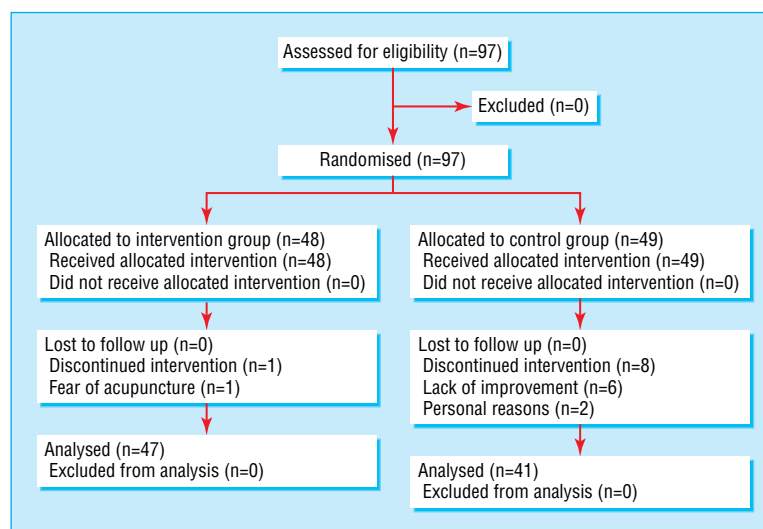 Assessed for eligibility (n=97)
Excluded (n=0)
Randomised (n=97)
Allocated to intervention group (n=48)
Received allocated intervention (n=48)
Did not receive allocated intervention (n=0)
Allocated to control group (n=49)
Received allocated intervention (n=49)
Did not receive allocated intervention (n=0)
Lost to follow up (n=0)
Discontinued intervention (n=1)
Fear of acupuncture (n=1)
Lost to follow up (n=0)
Discontinued intervention (n=8)
Lack of improvement (n=6)
Personal reasons (n=2)
Analysed (n=47)
Excluded from analysis (n=0)
Analysed (n=41)
Excluded from analysis (n=0)